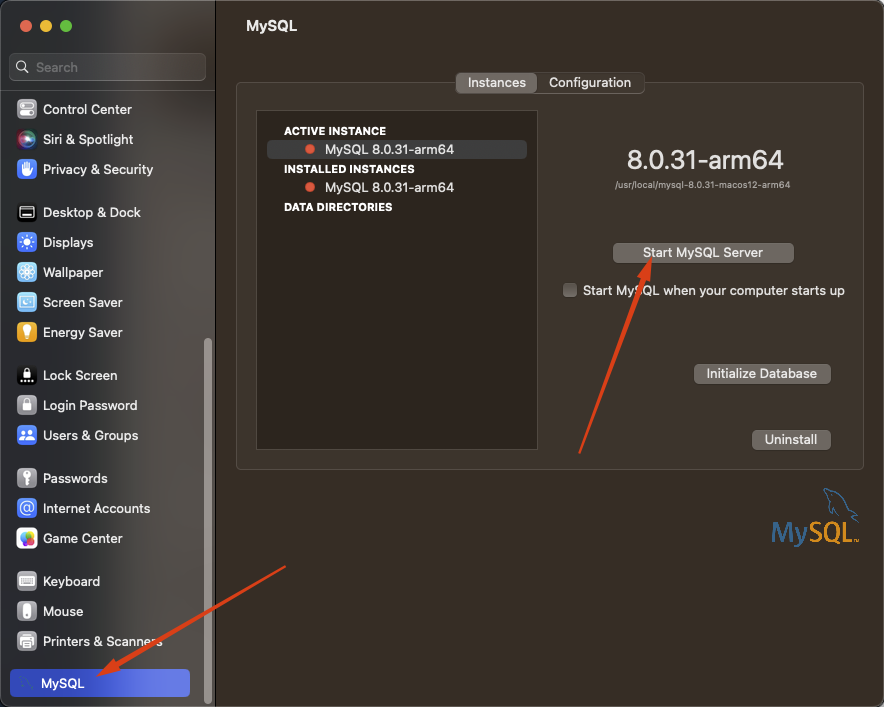 MySQL
Search
Control Center
Siri & Spotlight
Privacy & Security
Desktop & Dock
Displays
Wallpaper
Screen Saver
Energy Saver
Lock Screen
Login Password
Users & Groups
Passwords
Internet Accounts
Game Center
Keyboard
Mouse
Printers & Scanners
MySQL
Instances
Configuration
ACTIVE INSTANCE
MySQL 8.0.31-arm64
INSTALLED INSTANCES
MySQL 8.0.31-arm64
DATA DIRECTORIES
8.0.31-arm64
/usr/local/mysql-8.0.31-macos12-arm64
Start MySQL Server
Start MySQL when your computer starts up
Initialize Database
Uninstall
MySQL™